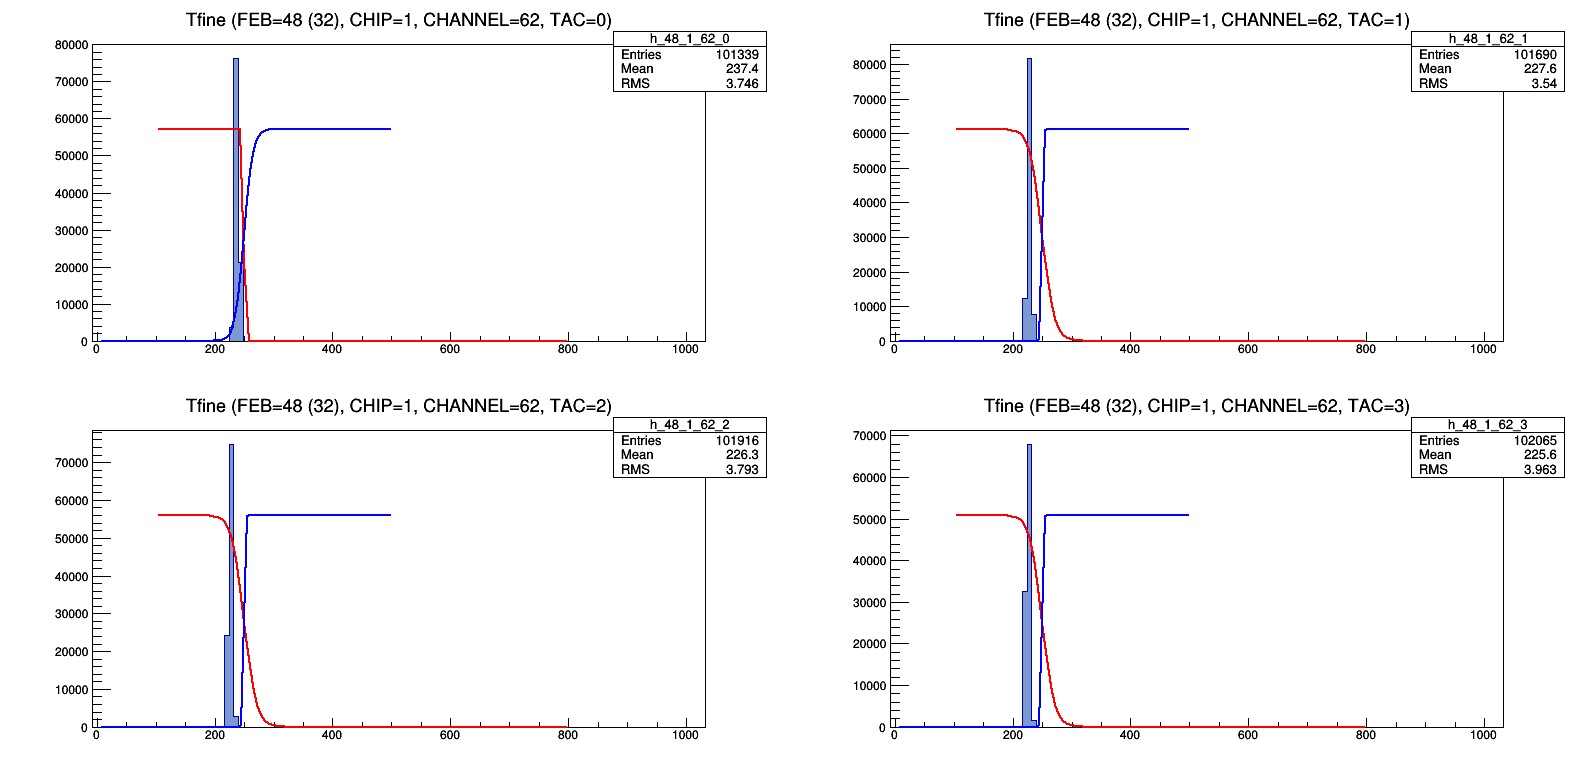 Tfine (FEB=48 (32), CHIP=1, CHANNEL=62, TAC=0)
h_48_1_62_0
Entries 101339
Mean 237.4
RMS 3.746
80000
70000
60000
50000
40000
30000
20000
10000
0
0 200 400 600 800 1000
Tfine (FEB=48 (32), CHIP=1, CHANNEL=62, TAC=1)
h_48_1_62_1
Entries 101690
Mean 227.6
RMS 3.54
80000
70000
60000
50000
40000
30000
20000
10000
0
0 200 400 600 800 1000
Tfine (FEB=48 (32), CHIP=1, CHANNEL=62, TAC=2)
h_48_1_62_2
Entries 101916
Mean 226.3
RMS 3.793
70000
60000
50000
40000
30000
20000
10000
0
0 200 400 600 800 1000
Tfine (FEB=48 (32), CHIP=1, CHANNEL=62, TAC=3)
h_48_1_62_3
Entries 102065
Mean 225.6
RMS 3.963
70000
60000
50000
40000
30000
20000
10000
0
0 200 400 600 800 1000